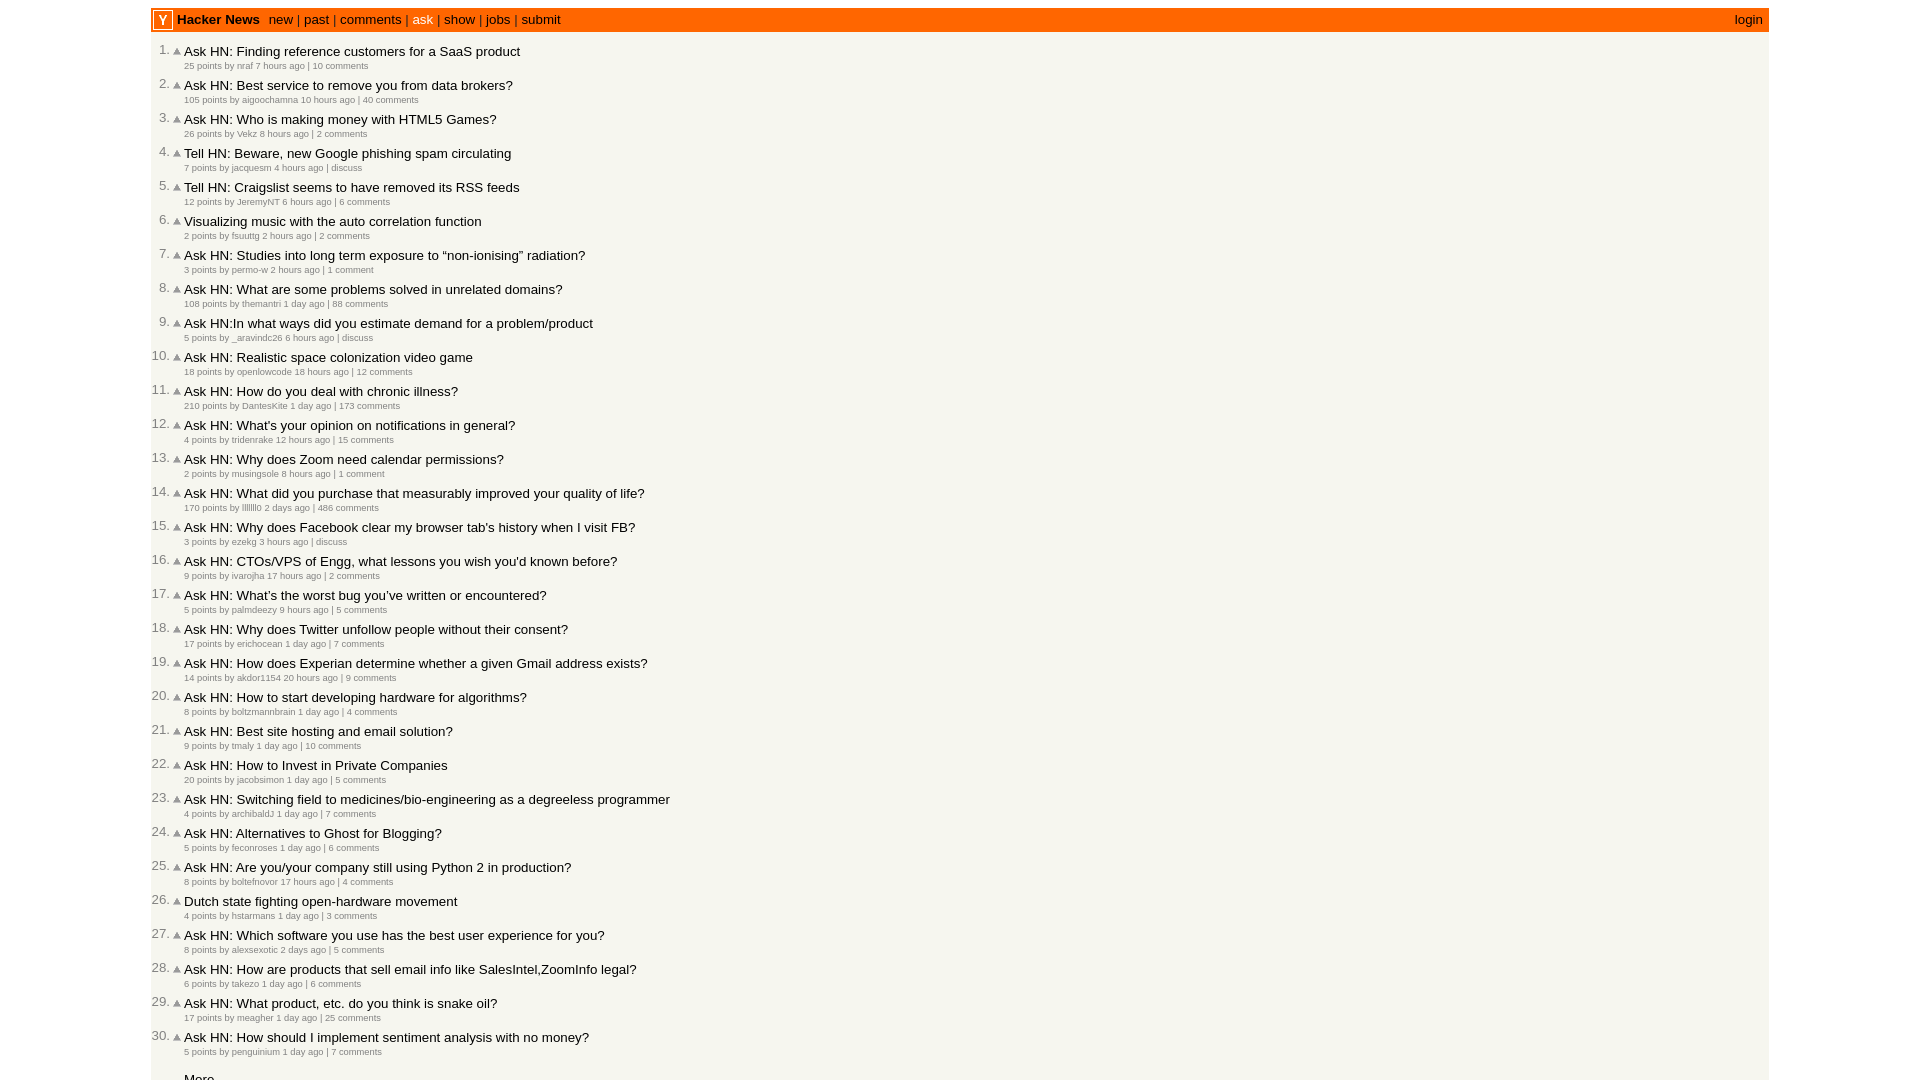 Y Hacker News new | past | comments | ask | show | jobs | submit login
1. Ask HN: Finding reference customers for a SaaS product
25 points by nraf 7 hours ago | 10 comments
2. Ask HN: Best service to remove you from data brokers?
105 points by aigoochamna 10 hours ago | 40 comments
3. Ask HN: Who is making money with HTML5 Games?
26 points by Vekz 8 hours ago | 2 comments
4. Tell HN: Beware, new Google phishing spam circulating
7 points by jacquesm 4 hours ago | discuss
5. Tell HN: Craigslist seems to have removed its RSS feeds
12 points by JeremyNT 6 hours ago | 6 comments
6. Visualizing music with the auto correlation function
2 points by fsuuttg 2 hours ago | 2 comments
7. Ask HN: Studies into long term exposure to “non-ionising” radiation?
3 points by permo-w 2 hours ago | 1 comment
8. Ask HN: What are some problems solved in unrelated domains?
108 points by themantri 1 day ago | 88 comments
9. Ask HN:In what ways did you estimate demand for a problem/product
5 points by _aravindc26 6 hours ago | discuss
10. Ask HN: Realistic space colonization video game
18 points by openlowcode 18 hours ago | 12 comments
11. Ask HN: How do you deal with chronic illness?
210 points by DantesKite 1 day ago | 173 comments
12. Ask HN: What's your opinion on notifications in general?
4 points by tridenrake 12 hours ago | 15 comments
13. Ask HN: Why does Zoom need calendar permissions?
2 points by musingsole 8 hours ago | 1 comment
14. Ask HN: What did you purchase that measurably improved your quality of life?
170 points by 2 days ago | 486 comments
15. Ask HN: Why does Facebook clear my browser tab's history when I visit FB?
3 points by ezekg 3 hours ago | discuss
16. Ask HN: CTOs/VPS of Engg, what lessons you wish you'd known before?
9 points by ivarojha 17 hours ago | 2 comments
17. Ask HN: What’s the worst bug you’ve written or encountered?
5 points by palmdeezy 9 hours ago | 5 comments
18. Ask HN: Why does Twitter unfollow people without their consent?
17 points by erichocean 1 day ago | 7 comments
19. Ask HN: How does Experian determine whether a given Gmail address exists?
14 points by akdor1154 20 hours ago | 9 comments
20. Ask HN: How to start developing hardware for algorithms?
8 points by boltzmannbrain 1 day ago | 4 comments
21. Ask HN: Best site hosting and email solution?
9 points by tmaly 1 day ago | 10 comments
22. Ask HN: How to Invest in Private Companies
20 points by jacobsimon 1 day ago | 5 comments
23. Ask HN: Switching field to medicines/bio-engineering as a degreeless programmer
4 points by archibaldJ 1 day ago | 7 comments
24. Ask HN: Alternatives to Ghost for Blogging?
5 points by feconroses 1 day ago | 6 comments
25. Ask HN: Are you/your company still using Python 2 in production?
8 points by boltefnovor 17 hours ago | 4 comments
26. Dutch state fighting open-hardware movement
4 points by hstarmans 1 day ago | 3 comments
27. Ask HN: Which software you use has the best user experience for you?
8 points by alexsexotic 2 days ago | 5 comments
28. Ask HN: How are products that sell email info like SalesIntel,ZoomInfo legal?
6 points by takezo 1 day ago | 6 comments
29. Ask HN: What product, etc. do you think is snake oil?
17 points by meagher 1 day ago | 25 comments
30. Ask HN: How should I implement sentiment analysis with no money?
5 points by penguinium 1 day ago | 7 comments
More